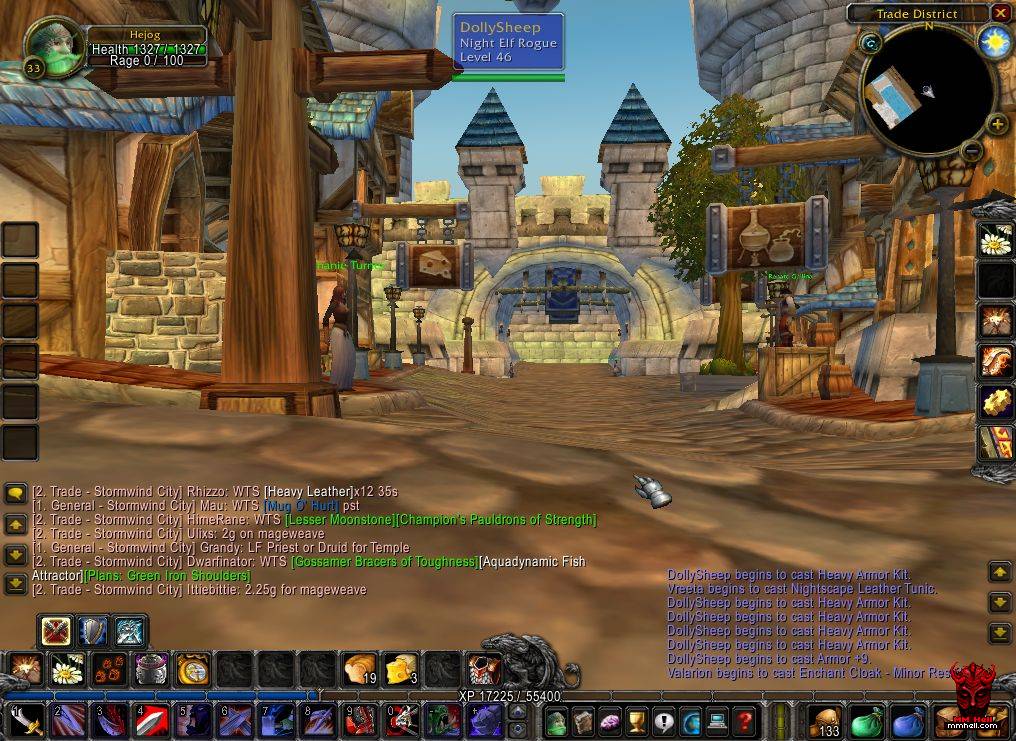 Hejog
Health 1327 / 1327
Rage 0 / 100
33
DollySheep
Night Elf Rogue
Level 46
Trade District
N
[2. Trade - Stormwind City] Rhizzo: WTS [Heavy Leather]x12 35s
[1. General - Stormwind City] Mau: WTS [Mug O' Hurt] pst
[2. Trade - Stormwind City] HimeRane: WTS [Lesser Moonstone][Champion's Pauldrons of Strength]
[2. Trade - Stormwind City] Ulixs: 2g on mageweave
[1. General - Stormwind City] Grandy: LF Priest or Druid for Temple
[2. Trade - Stormwind City] Dwarfinator: WTS [Gossamer Bracers of Toughness][Aquadynamic Fish
Attractor][Plans: Green Iron Shoulders]
[2. Trade - Stormwind City] Ittiebittie: 2.25g for mageweave
DollySheep begins to cast Heavy Armor Kit.
Vreeta begins to cast Nightscape Leather Tunic.
DollySheep begins to cast Heavy Armor Kit.
DollySheep begins to cast Heavy Armor Kit.
DollySheep begins to cast Heavy Armor Kit.
DollySheep begins to cast Heavy Armor Kit.
DollySheep begins to cast Armor +9.
Valarion begins to cast Enchant Cloak - Minor Res
19
3
XP 17225 / 55400
1 2 3 4 5 6 7 8 9 0 - +
133
MM Hell
mmhell.com